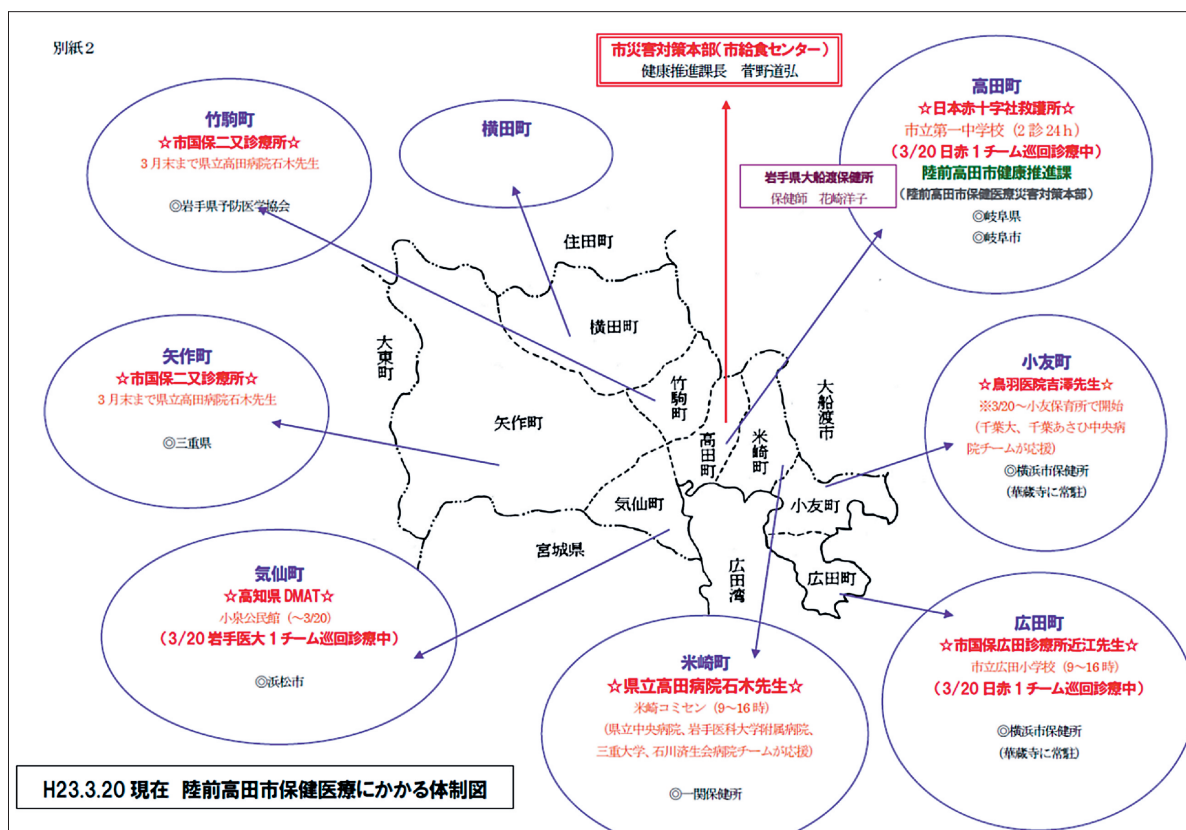 別紙２
市災害対策本部（市給食センター）
健康推進課長　菅野道弘
竹駒町
☆市国保二又診療所☆
3月末まで県立高田病院石木先生
◎岩手県予防医学協会
横田町
高田町
☆日本赤十字社救護所☆
市立第一中学校（2診24h）
（3/20 日赤1チーム巡回診療中）
陸前高田市健康推進課
（陸前高田市保健医療災害対策本部）
◎岐阜県
◎岐阜市
岩手県大船渡保健所
保健師　花崎洋子
矢作町
☆市国保二又診療所☆
3月末まで県立高田病院石木先生
◎三重県
小友町
☆鳥羽医院吉澤先生☆
※3/20～小友保育所で開始
（千葉大、千葉あさひ中央病
院チームが応援）
◎横浜市保健所
（華蔵寺に常駐）
住田町
大東町
横田町
竹駒町
矢作町
高田町
米崎町
大船渡市
気仙町
小友町
宮城県
広田湾
広田町
気仙町
☆高知県DMAT☆
小泉公民館（～3/20）
（3/20 岩手医大1チーム巡回診療中）
◎浜松市
米崎町
☆県立高田病院石木先生☆
米崎コミセン（9～16時）
（県立中央病院、岩手医科大学附属病院、
三重大学、石川済生会病院チームが応援）
◎一関保健所
広田町
☆市国保広田診療所近江先生☆
市立広田小学校（9～16時）
（3/20 日赤1チーム巡回診療中）
◎横浜市保健所
（華蔵寺に常駐）
H23.3.20現在　陸前高田市保健医療にかかる体制図